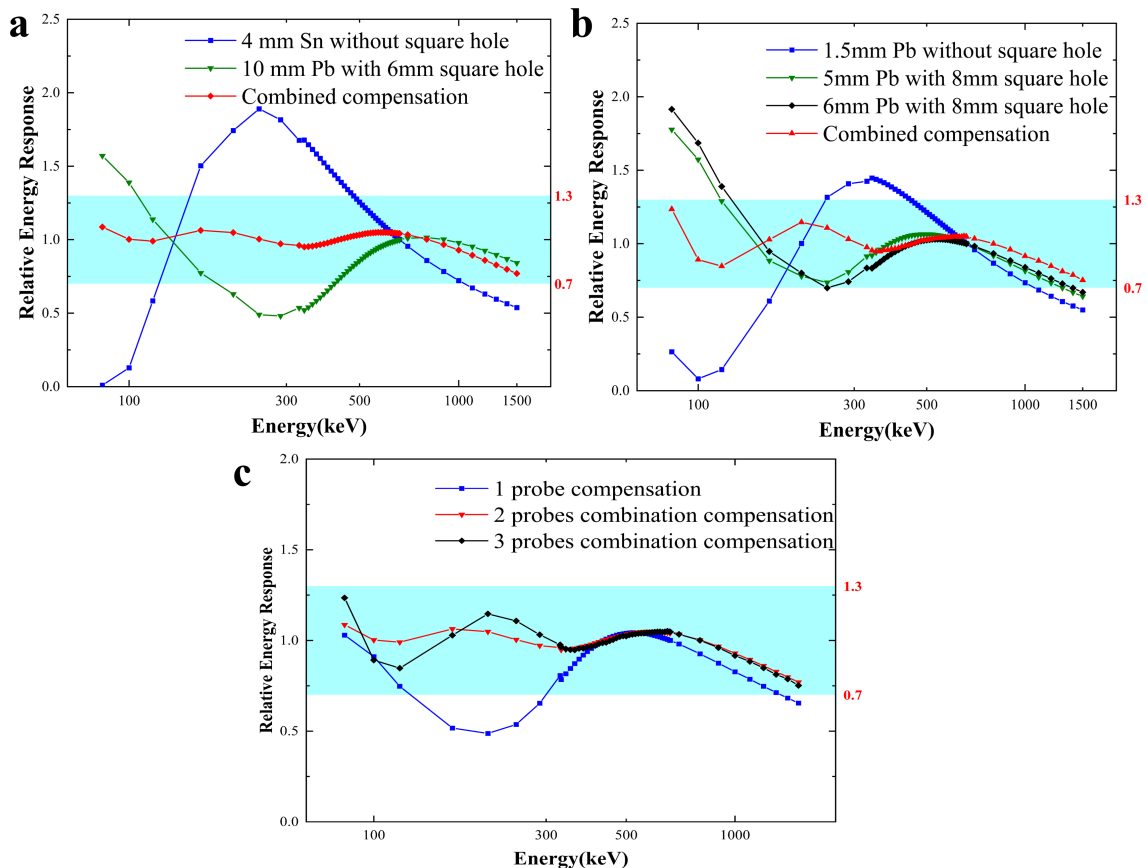 a
4 mm Sn without square hole
10 mm Pb with 6mm square hole
Combined compensation
Relative Energy Response
2.5
2.0
1.5
1.0
0.5
0.0
1.3
0.7
100
300
500
1000
1500
Energy(keV)
b
1.5mm Pb without square hole
5mm Pb with 8mm square hole
6mm Pb with 8mm square hole
Combined compensation
Relative Energy Response
2.5
2.0
1.5
1.0
0.5
0.0
1.3
0.7
100
300
500
1000
1500
Energy(keV)
c
1 probe compensation
2 probes combination compensation
3 probes combination compensation
Relative Energy Response
2.0
1.5
1.0
0.5
0.0
1.3
0.7
100
300
500
1000
Energy(keV)